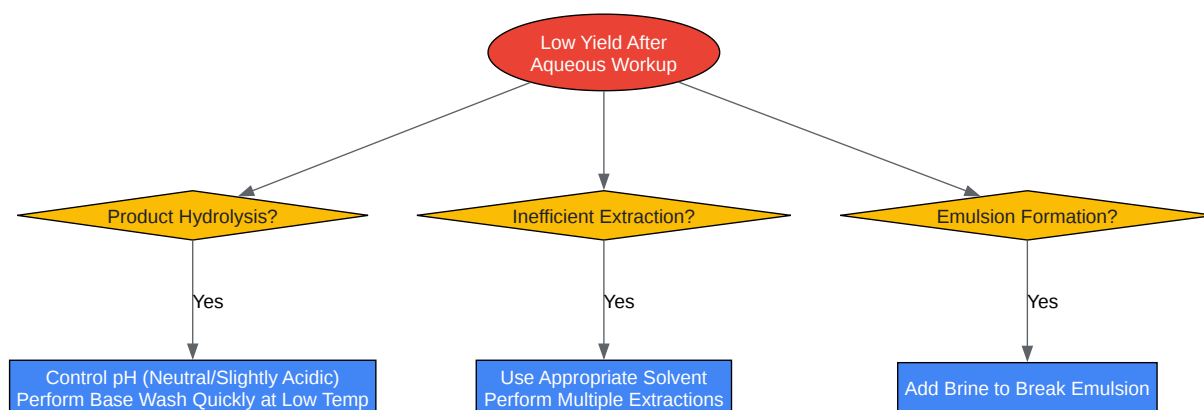 Low Yield After
Aqueous Workup
Product Hydrolysis?
Inefficient Extraction?
Emulsion Formation?
Yes
Yes
Yes
Control pH (Neutral/Slightly Acidic)
Perform Base Wash Quickly at Low Temp
Use Appropriate Solvent
Perform Multiple Extractions
Add Brine to Break Emulsion